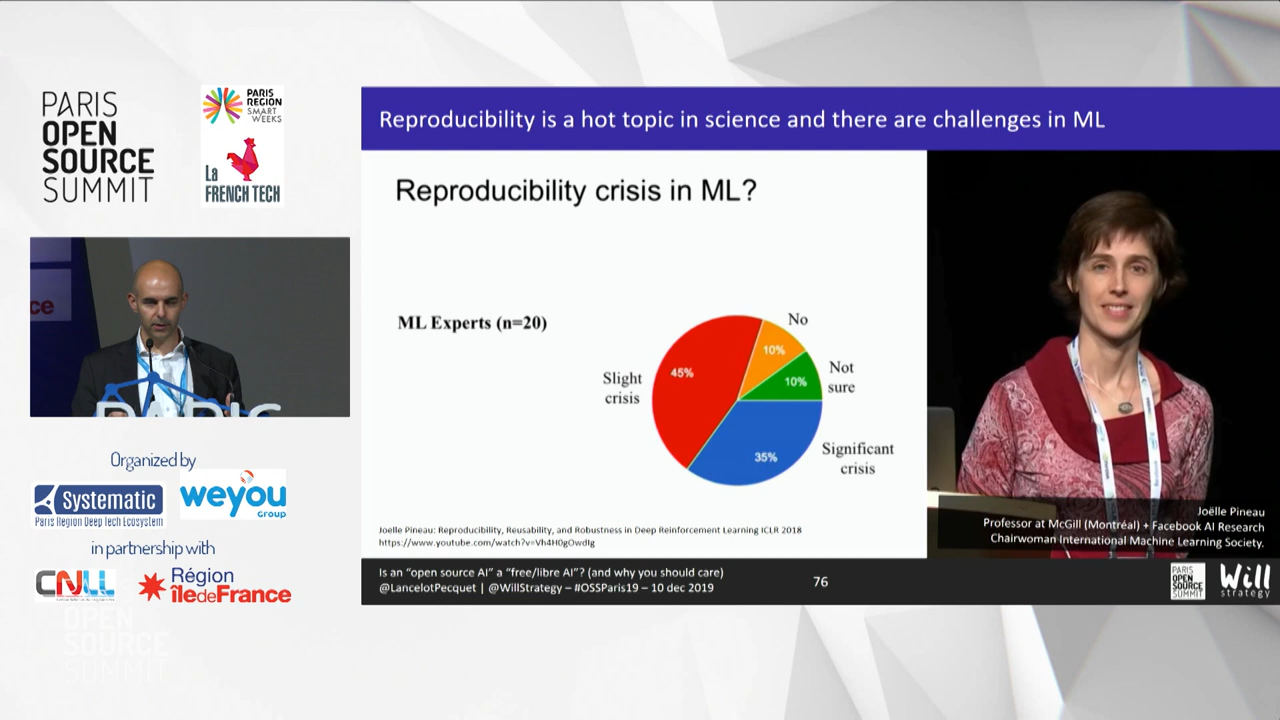 PARIS
OPEN
SOURCE
SUMMIT
PARIS
REGION
SMART
WEEKS
La
FRENCH TECH
Reproducibility is a hot topic in science and there are challenges in ML
Reproducibility crisis in ML?
ML Experts (n=20)
No
10%
Not
sure
10%
Slight
crisis
45%
Significant
crisis
35%
Joëlle Pineau: Reproducibility, Reusability, and Robustness in Deep Reinforcement Learning ICLR 2018
https://www.youtube.com/watch?v=Vh4H0gOwdIg
Joëlle Pineau
Professor at McGill (Montréal) + Facebook AI Research
Chairwoman International Machine Learning Society.
Is an “open source AI” a “free/libre AI”? (and why you should care)
@LancelotPecquet | @WillStrategy – #OSSParis19 – 10 dec 2019
76
PARIS
OPEN
SOURCE
SUMMIT
Will
strategy
ce
PARIS
Organized by
Systematic
Paris Region Deep Tech Ecosystem
weyou
Group
in partnership with
CNLL
Région
îledeFrance
OPEN
SOURCE
SUMMIT